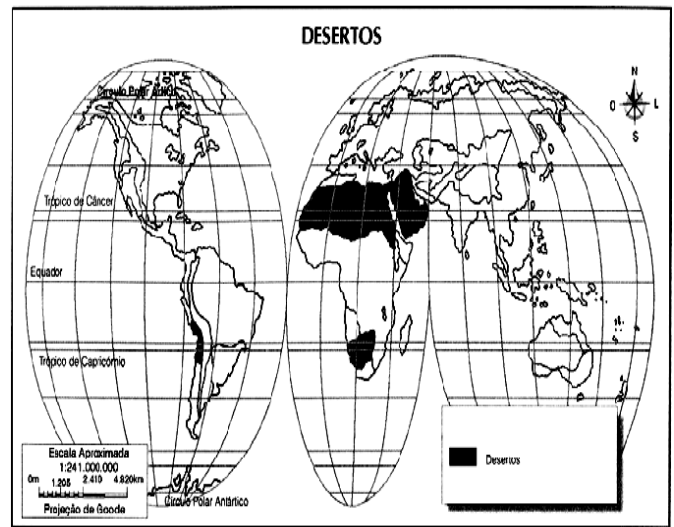 DESERTOS
Círculo Polar Ártico
N
O
L
S
Trópico de Câncer
Equador
Trópico de Capricórnio
Desertos
Escala Aproximada
1:241.000.000
0m 1.205 2.410 4.820km
Projeção de Goode
Círculo Polar Antártico